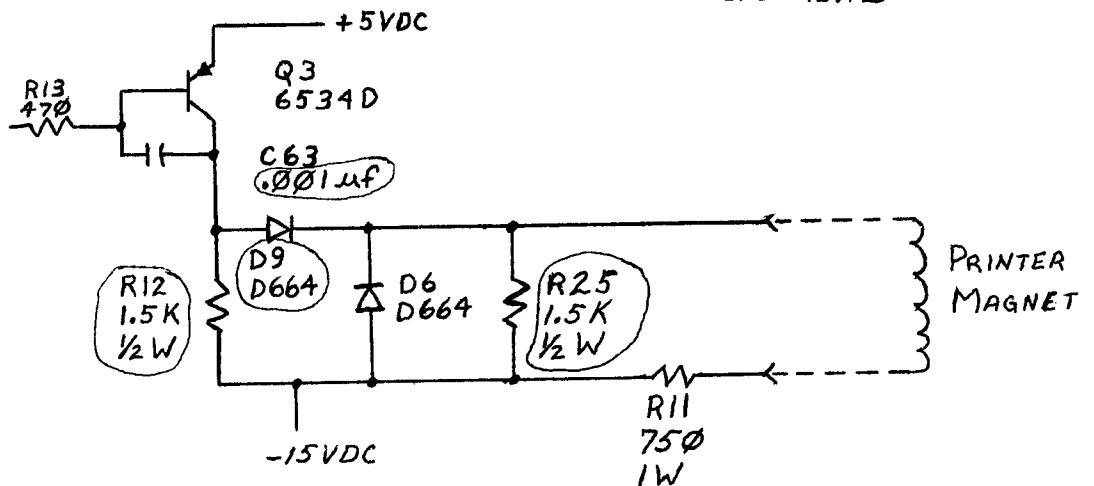 +5VDC
R13
47Ø
Q3
6534D
C63
.ØØ1µf
D9
D664
R12
1.5K
½W
D6
D664
R25
1.5K
½W
PRINTER
MAGNET
R11
75Ø
1W
-15VDC